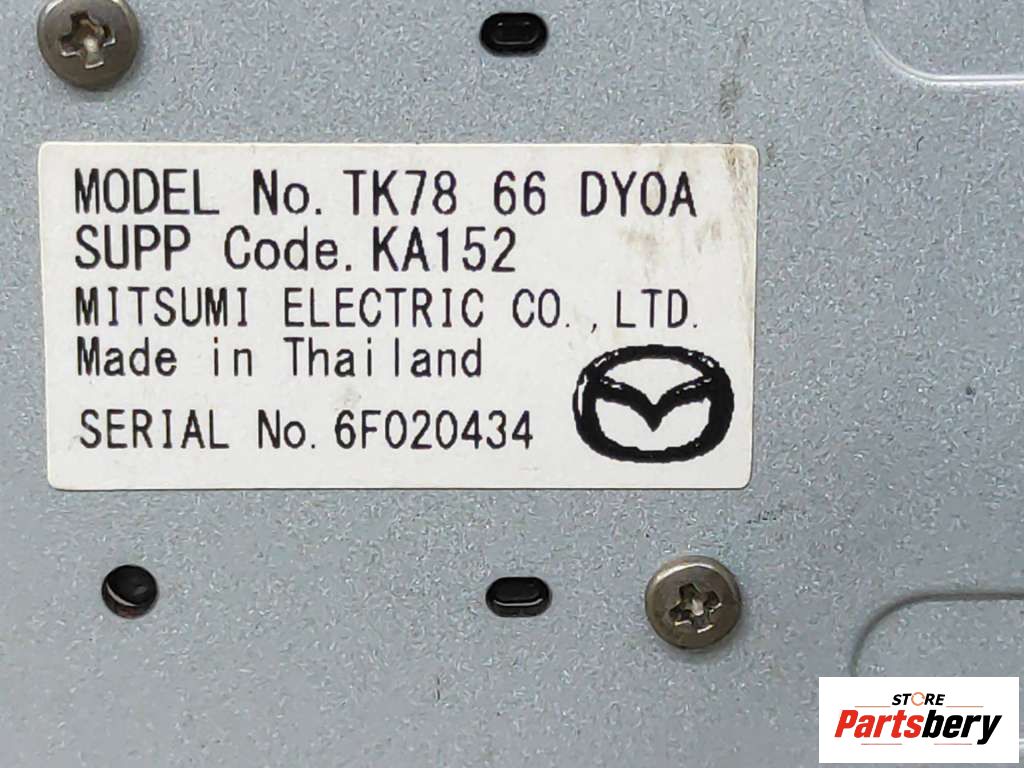 MODEL No. TK78 66 DY0A
SUPP Code. KA152
MITSUMI ELECTRIC CO., LTD.
Made in Thailand
SERIAL No. 6F020434
STORE
Partsbery